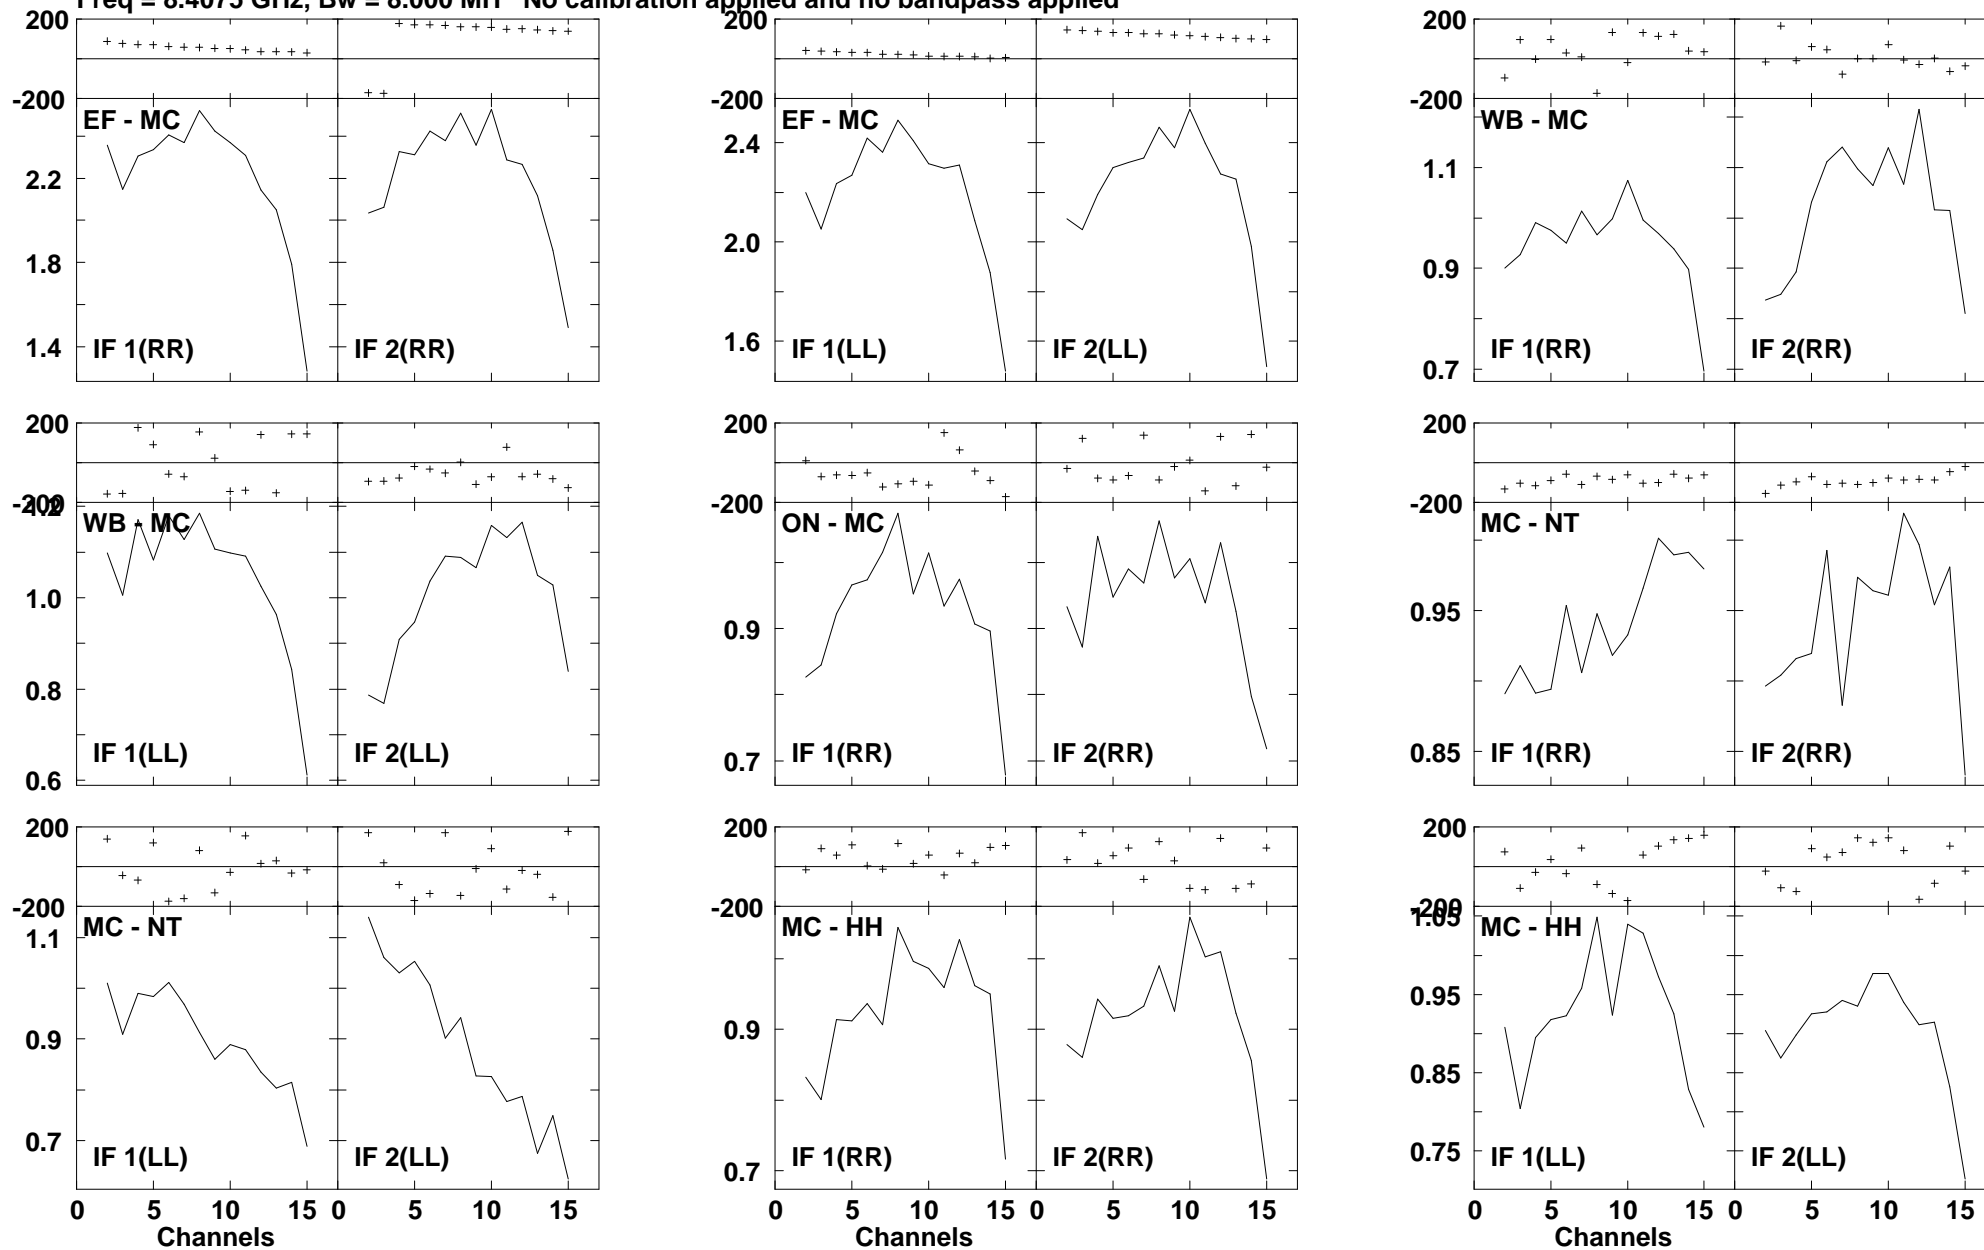 Freq = 8.4075 GHz, Bw = 8.000 MH No calibration applied and no bandpass applied
200 200 200
-200 -200 -200
EF - MC EF - MC WB - MC
2.4 1.1
2.2
2.0 0.9
1.8
1.6
1.4 0.7
IF 1(RR) IF 2(RR) IF 1(LL) IF 2(LL) IF 1(RR) IF 2(RR)
200 200 200
-200 -200 -200
1.2
WB - MC ON - MC MC - NT
1.0 0.9 0.95
0.8
0.6 0.7 0.85
IF 1(LL) IF 2(LL) IF 1(RR) IF 2(RR) IF 1(RR) IF 2(RR)
200 200 200
-200 -200 -200
1.05
MC - NT MC - HH MC - HH
1.1 0.95
0.9 0.9
0.85
0.7 0.7 0.75
IF 1(LL) IF 2(LL) IF 1(RR) IF 2(RR) IF 1(LL) IF 2(LL)
0 5 10 15 0 5 10 15 0 5 10 15 0 5 10 15 0 5 10 15 0 5 10 15
Channels Channels